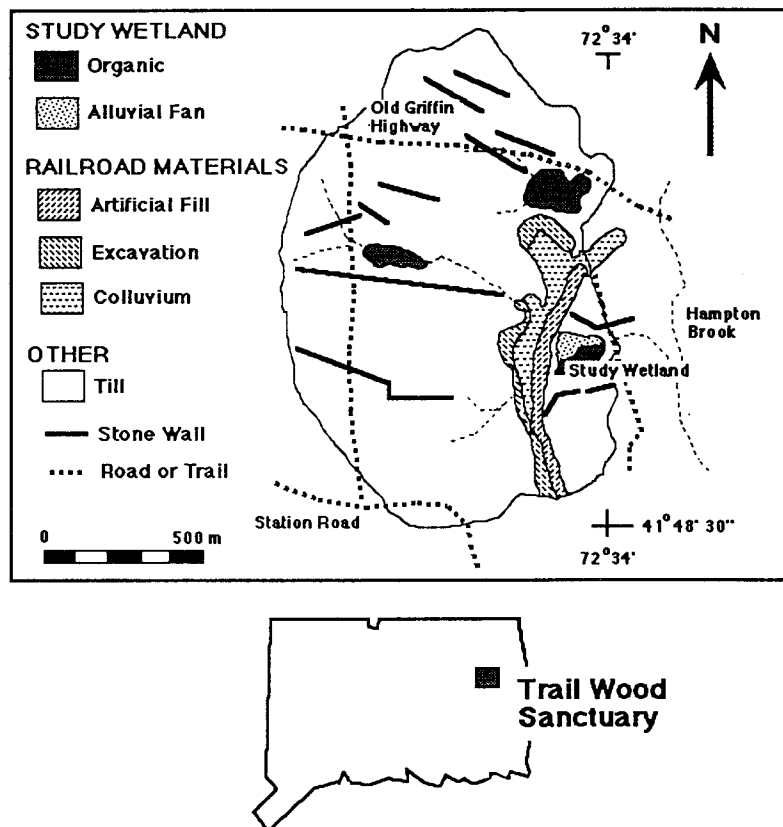 STUDY WETLAND
Organic
Alluvial Fan
RAILROAD MATERIALS
Artificial Fill
Excavation
Colluvium
OTHER
Till
Stone Wall
Road or Trail
0 500 m
72° 34'
N
Old Griffin
Highway
Hampton
Brook
Study Wetland
Station Road
41° 48' 30"
72° 34'
Trail Wood
Sanctuary